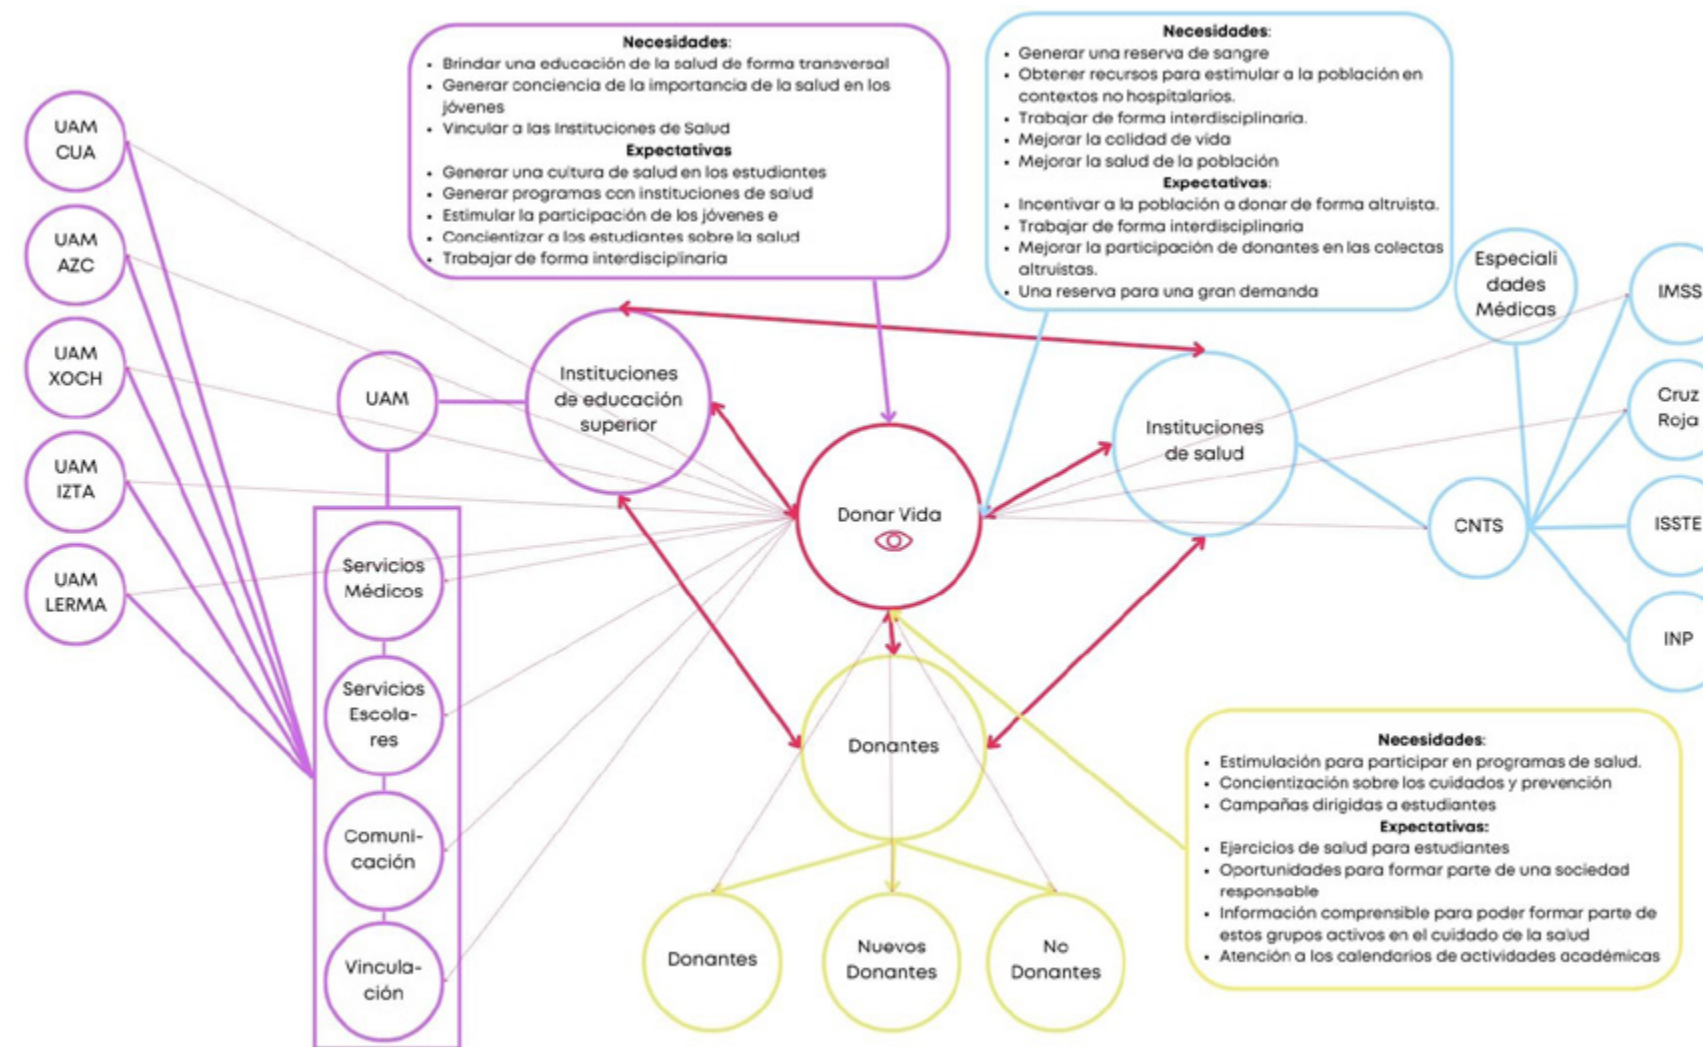 Necesidades:
• Brindar una educación de la salud de forma transversal
• Generar conciencia de la importancia de la salud en los
jóvenes
• Vincular a las Instituciones de Salud
Expectativas
• Generar una cultura de salud en los estudiantes
• Generar programas con instituciones de salud
• Estimular la participación de los jóvenes e
• Concientizar a los estudiantes sobre la salud
• Trabajar de forma interdisciplinaria
Necesidades:
• Generar una reserva de sangre
• Obtener recursos para estimular a la población en
contextos no hospitalarios.
• Trabajar de forma interdisciplinaria.
• Mejorar la calidad de vida
• Mejorar la salud de la población
Expectativas:
• Incentivar a la población a donar de forma altruista.
• Trabajar de forma interdisciplinaria
• Mejorar la participación de donantes en las colectas
altruistas.
• Una reserva para una gran demanda
UAM
CUA
UAM
AZC
UAM
XOCH
UAM
IZTA
UAM
LERMA
UAM
Instituciones
de educación
superior
Servicios
Médicos
Servicios
Escola-
res
Comuni-
cación
Vincula-
ción
Donar Vida
Instituciones
de salud
Especiali
dades
Médicas
CNTS
IMSS
Cruz
Roja
ISSTE
INP
Donantes
Donantes
Nuevos
Donantes
No
Donantes
Necesidades:
• Estimulación para participar en programas de salud.
• Concientización sobre los cuidados y prevención
• Campañas dirigidas a estudiantes
Expectativas:
• Ejercicios de salud para estudiantes
• Oportunidades para formar parte de una sociedad
responsable
• Información comprensible para poder formar parte de
estos grupos activos en el cuidado de la salud
• Atención a los calendarios de actividades académicas